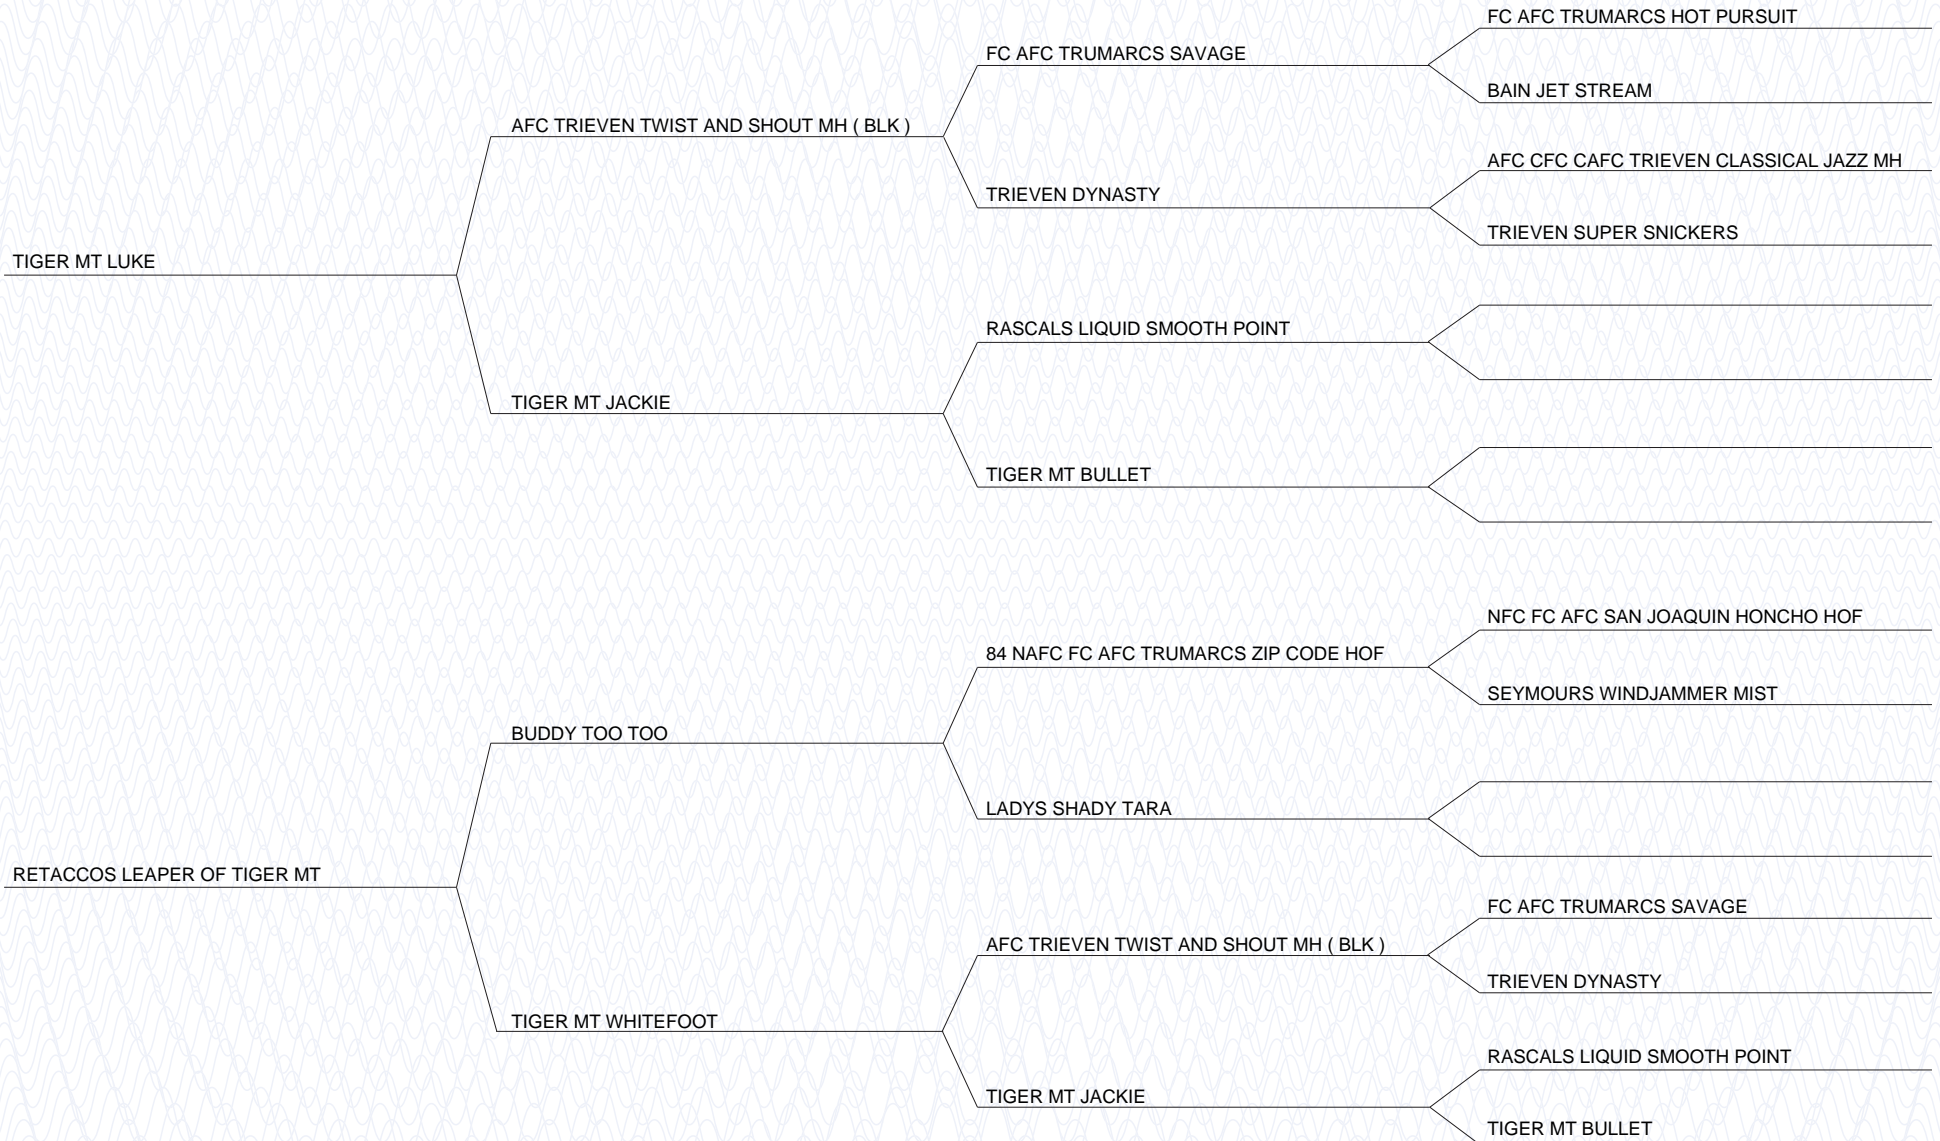 FC AFC TRUMARCS HOT PURSUIT
FC AFC TRUMARCS SAVAGE
BAIN JET STREAM
AFC TRIEVEN TWIST AND SHOUT MH ( BLK )
AFC CFC CAFC TRIEVEN CLASSICAL JAZZ MH
TRIEVEN DYNASTY
TRIEVEN SUPER SNICKERS
TIGER MT LUKE
RASCALS LIQUID SMOOTH POINT
TIGER MT JACKIE
TIGER MT BULLET
NFC FC AFC SAN JOAQUIN HONCHO HOF
84 NAFC FC AFC TRUMARCS ZIP CODE HOF
SEYMOURS WINDJAMMER MIST
BUDDY TOO TOO
LADYS SHADY TARA
RETACCOS LEAPER OF TIGER MT
FC AFC TRUMARCS SAVAGE
AFC TRIEVEN TWIST AND SHOUT MH ( BLK )
TRIEVEN DYNASTY
TIGER MT WHITEFOOT
RASCALS LIQUID SMOOTH POINT
TIGER MT JACKIE
TIGER MT BULLET